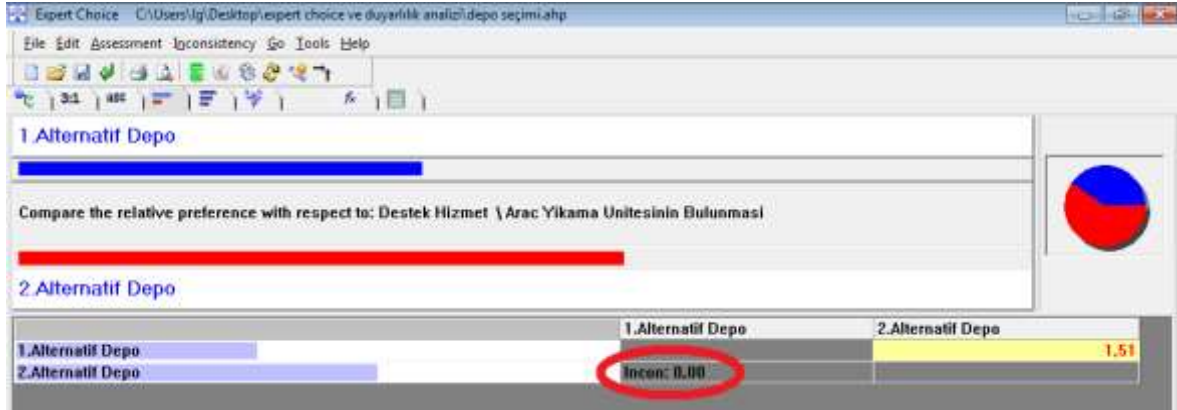 Expert Choice C:\Users\lg\Desktop\expert choice ve duyarlılık analizi\depo seçimi.ahp
File Edit Assessment Inconsistency Go Tools Help
3:1 ABC fx
1.Alternatif Depo
Compare the relative preference with respect to: Destek Hizmet \ Arac Yikama Unitesinin Bulunmasi
2.Alternatif Depo
1.Alternatif Depo 2.Alternatif Depo
1.Alternatif Depo 1.51
2.Alternatif Depo Incon: 0.00